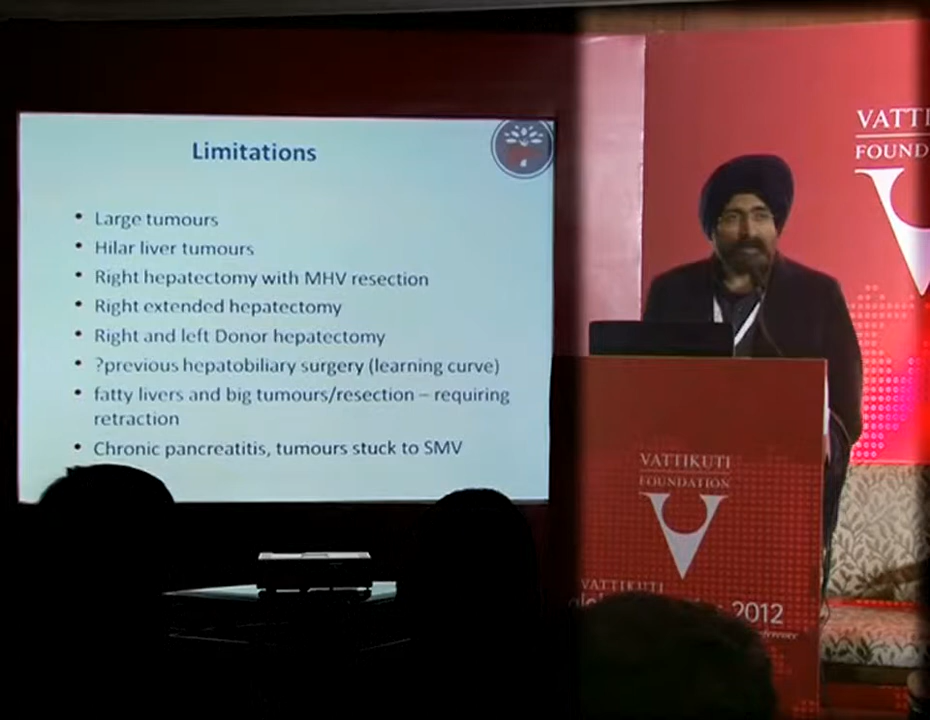 Limitations
• Large tumours
• Hilar liver tumours
• Right hepatectomy with MHV resection
• Right extended hepatectomy
• Right and left Donor hepatectomy
• ?previous hepatobiliary surgery (learning curve)
• fatty livers and big tumours/resection – requiring
retraction
• Chronic pancreatitis, tumours stuck to SMV
VATTI
FOUND
VATTIKUTI
FOUNDATION
VATTIKUTI
2012